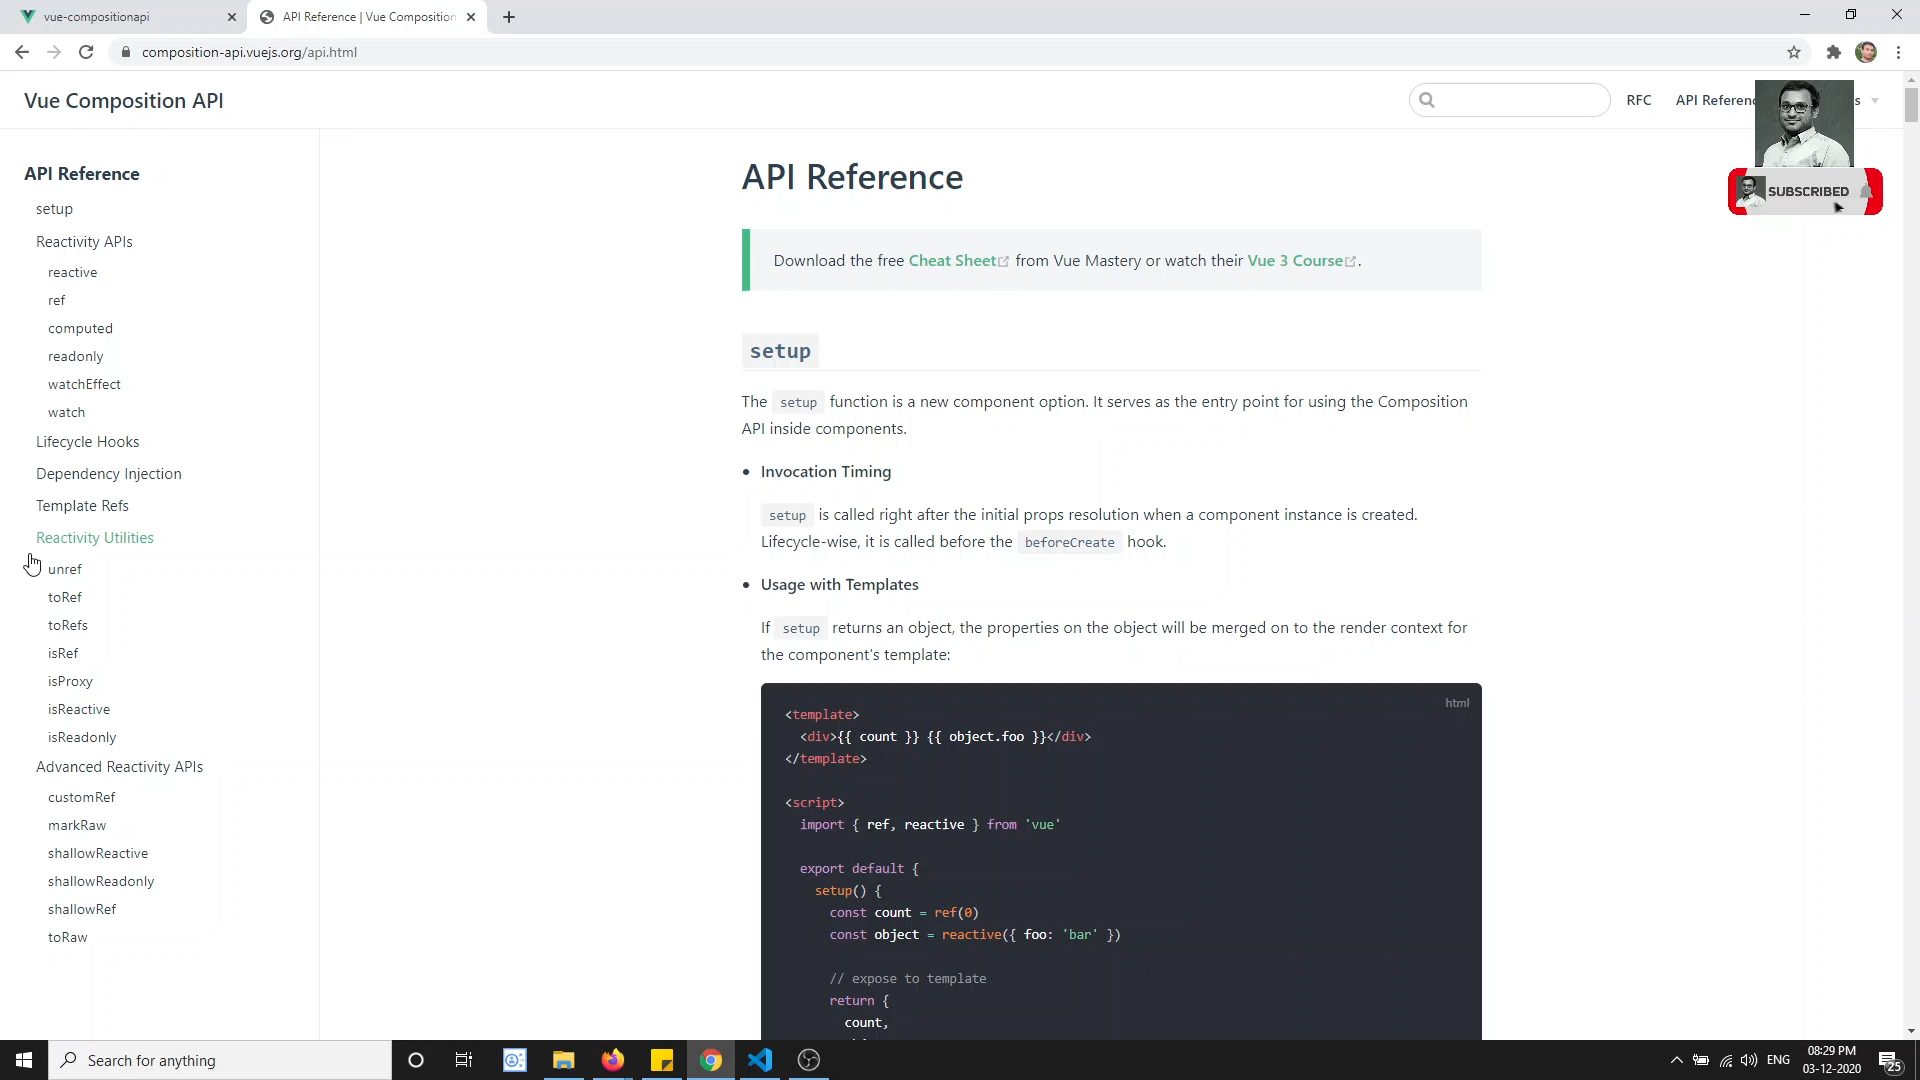 vue-compositionapi
API Reference | Vue Composition
composition-api.vuejs.org/api.html
Vue Composition API
RFC
API Referenc
s
SUBSCRIBED
API Reference
setup
Reactivity APIs
reactive
ref
computed
readonly
watchEffect
watch
Lifecycle Hooks
Dependency Injection
Template Refs
Reactivity Utilities
unref
toRef
toRefs
isRef
isProxy
isReactive
isReadonly
Advanced Reactivity APIs
customRef
markRaw
shallowReactive
shallowReadonly
shallowRef
toRaw
API Reference
Download the free Cheat Sheet from Vue Mastery or watch their Vue 3 Course.
setup
The setup function is a new component option. It serves as the entry point for using the Composition
API inside components.
• Invocation Timing
setup is called right after the initial props resolution when a component instance is created.
Lifecycle-wise, it is called before the beforeCreate hook.
• Usage with Templates
If setup returns an object, the properties on the object will be merged on to the render context for
the component's template:
html
<template>
<div>{{ count }} {{ object.foo }}</div>
</template>
<script>
import { ref, reactive } from 'vue'
export default {
setup() {
const count = ref(0)
const object = reactive({ foo: 'bar' })
// expose to template
return {
count,
Search for anything
ENG
08:29 PM
03-12-2020
25